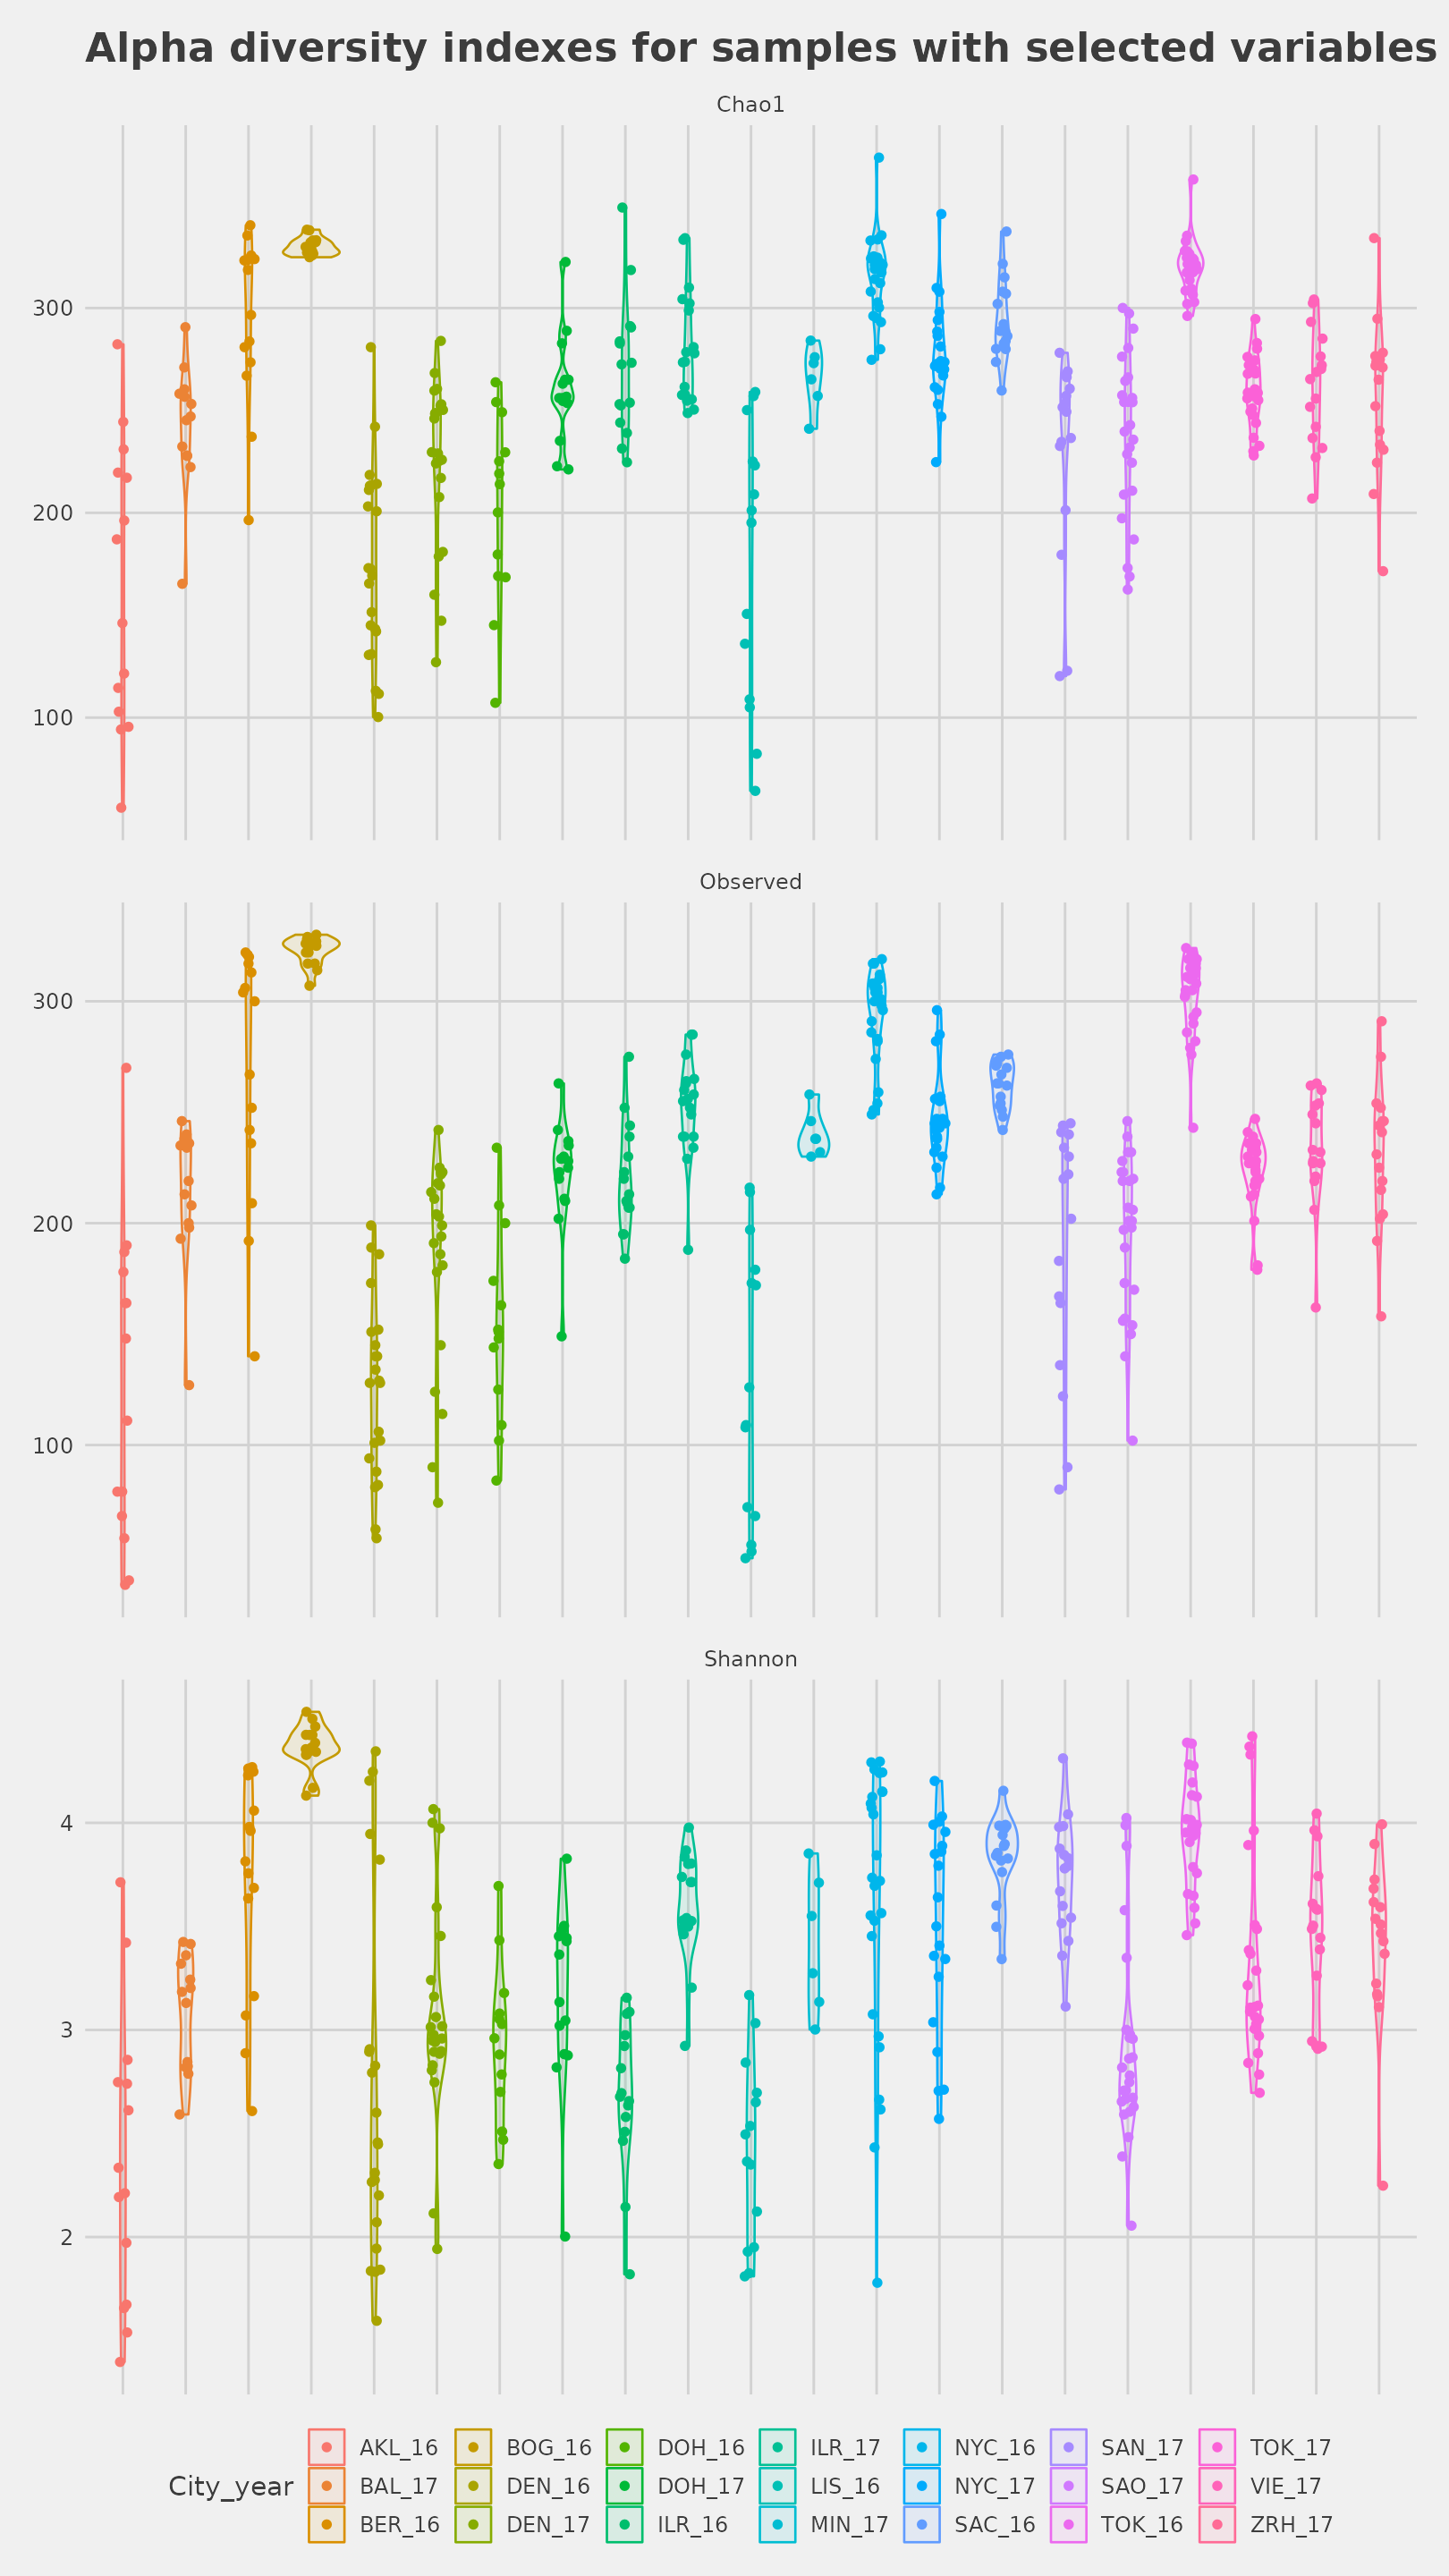 Alpha diversity indexes for samples with selected variables
Chao1
300
200
100
Observed
300
200
100
Shannon
4
3
2
City_year
AKL_16 BOG_16 DOH_16 ILR_17 NYC_16 SAN_17 TOK_17
BAL_17 DEN_16 DOH_17 LIS_16 NYC_17 SAO_17 VIE_17
BER_16 DEN_17 ILR_16 MIN_17 SAC_16 TOK_16 ZRH_17